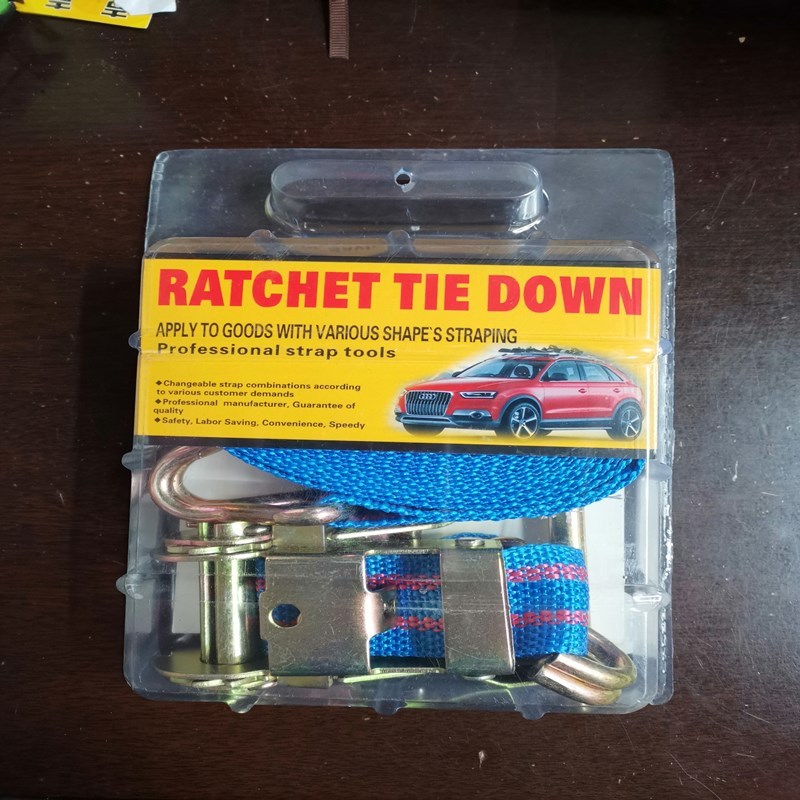 RATCHET TIE DOWN
APPLY TO GOODS WITH VARIOUS SHAPE`S STRAPING
Professional strap tools
◆Changeable strap combinations according
to various customer demands
◆Professional manufacturer, Guarantee of
quality
◆Safety, Labor Saving, Convenience, Speedy